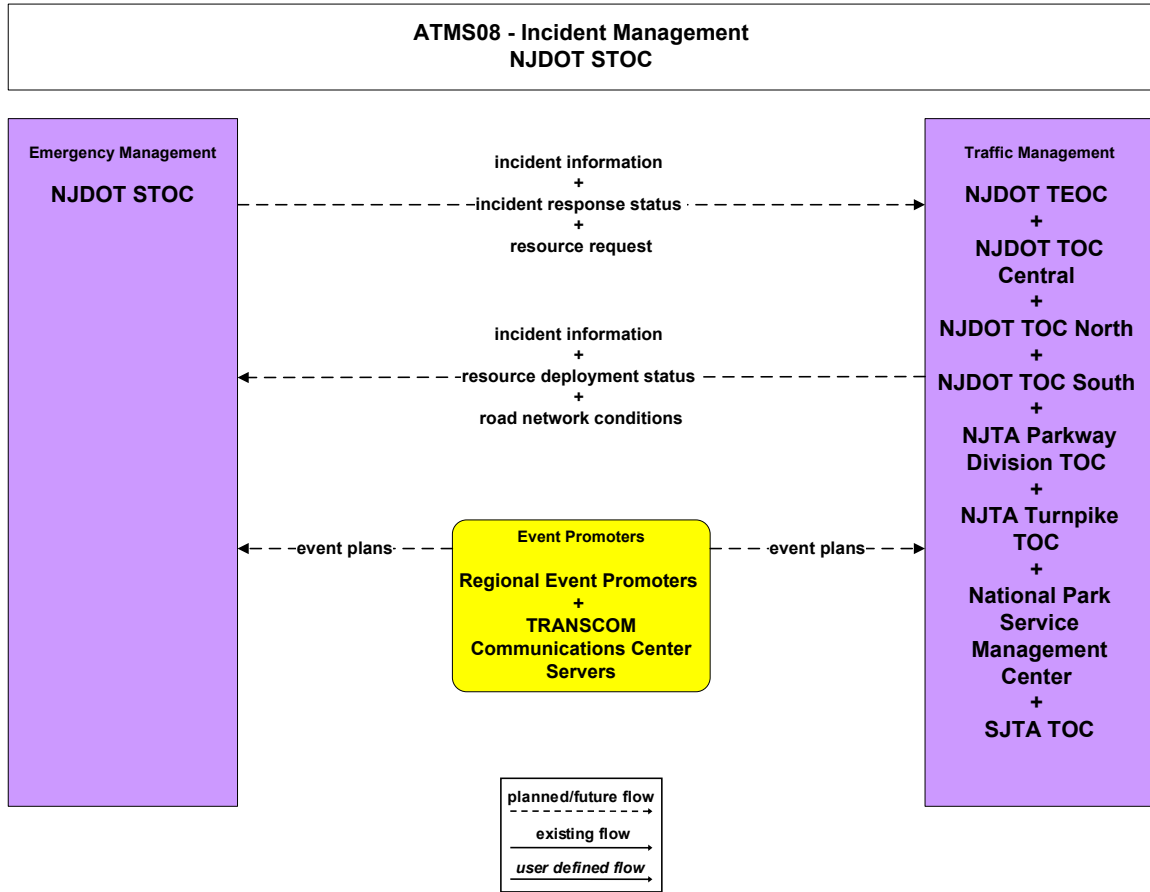 ATMS08 - Incident Management
NJDOT STOC
Emergency Management
NJDOT STOC
incident information
+
incident response status
+
resource request
incident information
+
resource deployment status
+
road network conditions
event plans
Event Promoters
Regional Event Promoters
+
TRANSCOM
Communications Center
Servers
event plans
Traffic Management
NJDOT TEOC
+
NJDOT TOC
Central
+
NJDOT TOC North
+
NJDOT TOC South
+
NJTA Parkway
Division TOC
+
NJTA Turnpike
TOC
+
National Park
Service
Management
Center
+
SJTA TOC
planned/future flow
existing flow
user defined flow